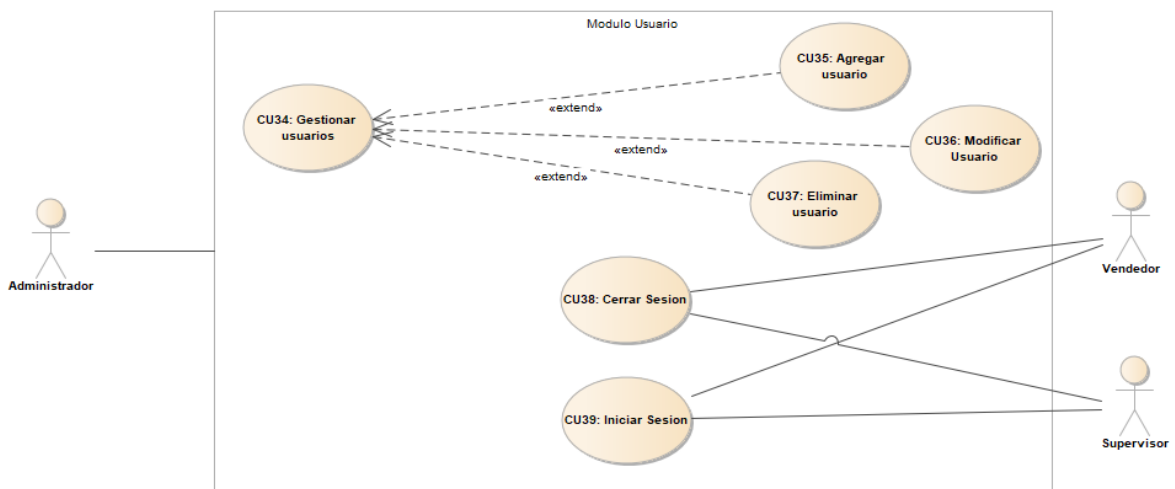 Modulo Usuario
CU35: Agregar
usuario
«extend»
CU34: Gestionar
usuarios
CU36: Modificar
Usuario
«extend»
«extend»
CU37: Eliminar
usuario
Administrador
Vendedor
CU38: Cerrar Sesion
CU39: Iniciar Sesion
Supervisor